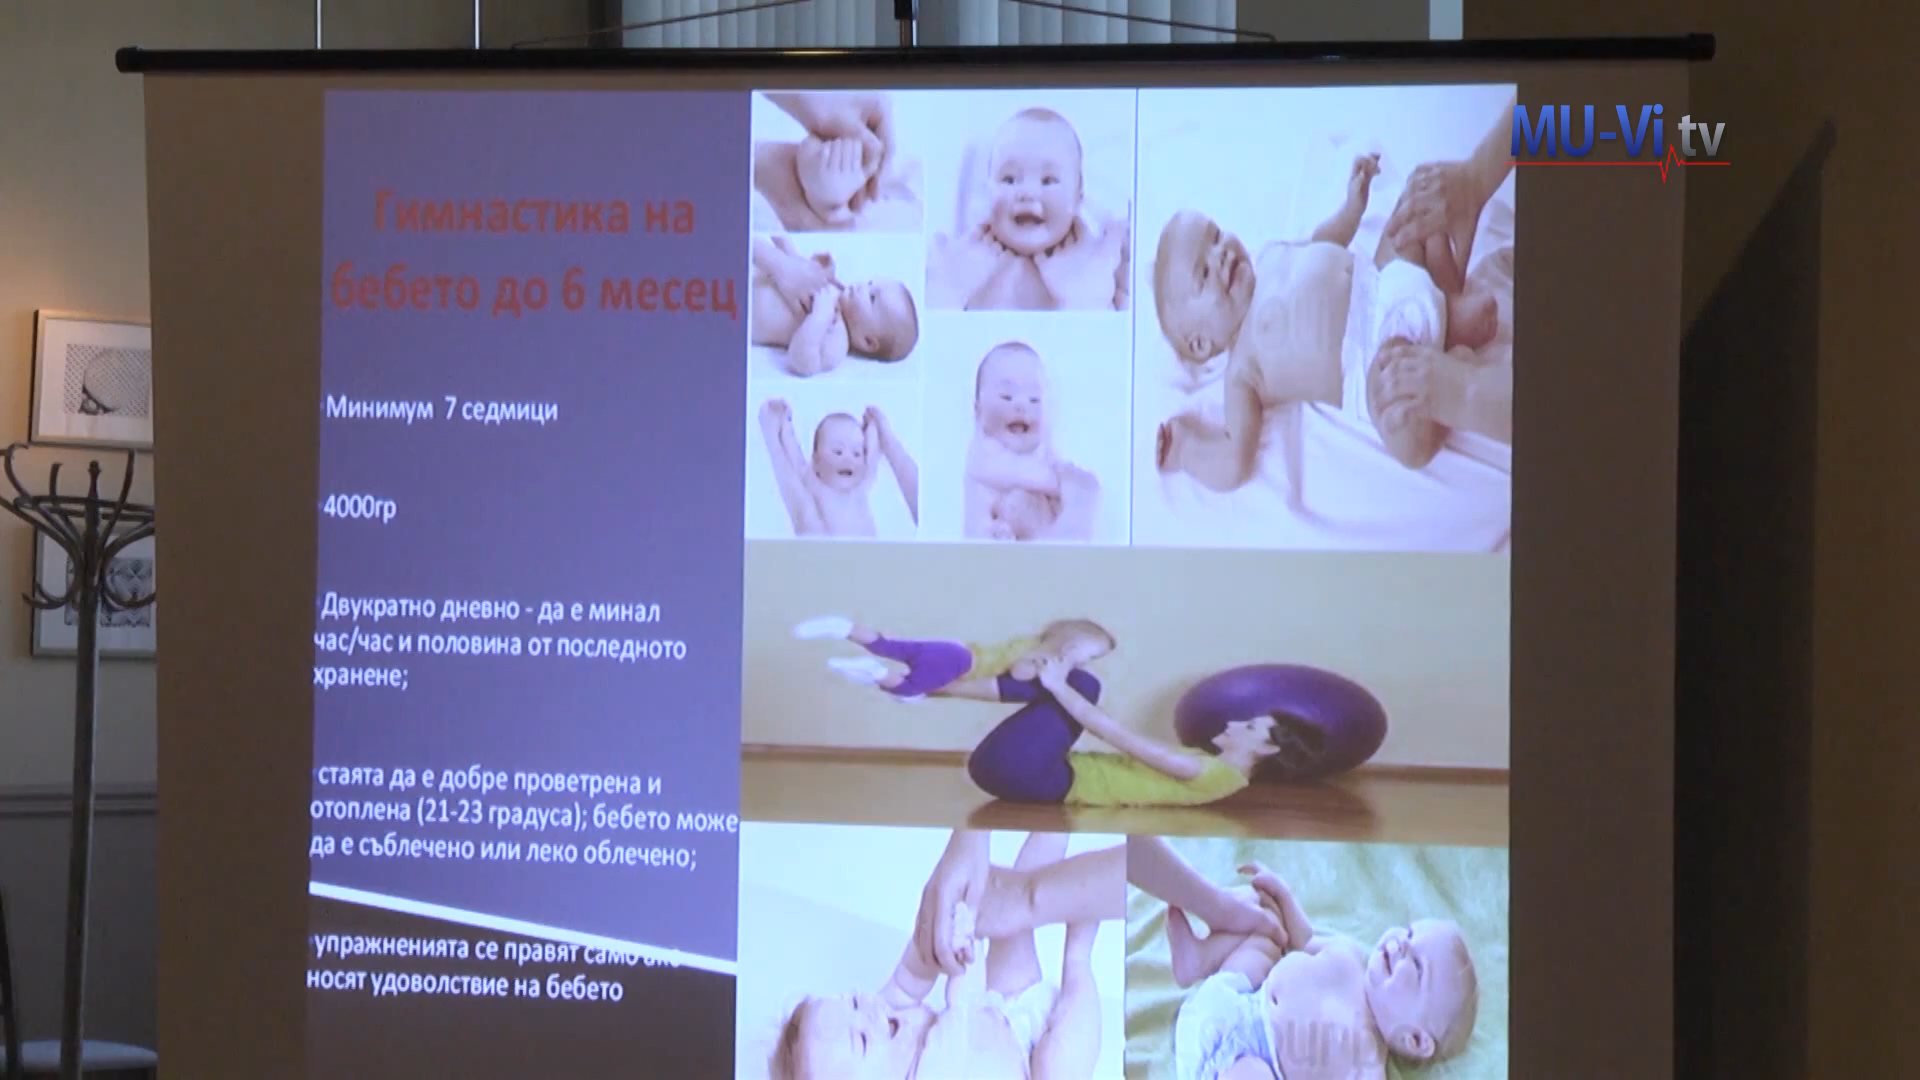 MU-Vi.tv
Гимнастика на
бебето до 6 месец
Минимум 7 седмици
4000гр
Двукратно дневно - да е минал
час/час и половина от последното
хранене;
стаята да е добре проветрена и
отоплена (21-23 градуса); бебето може
да е съблечено или леко облечено;
упражненията се правят само ако
носят удоволствие на бебето